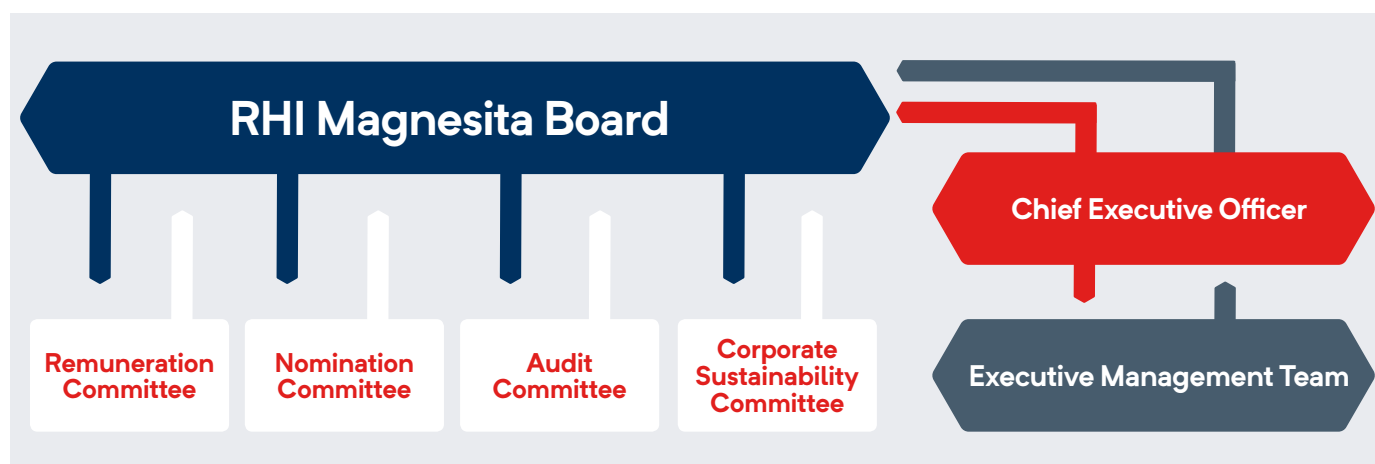 RHI Magnesita Board
Chief Executive Officer
Remuneration
Committee
Nomination
Committee
Audit
Committee
Corporate
Sustainability
Committee
Executive Management Team